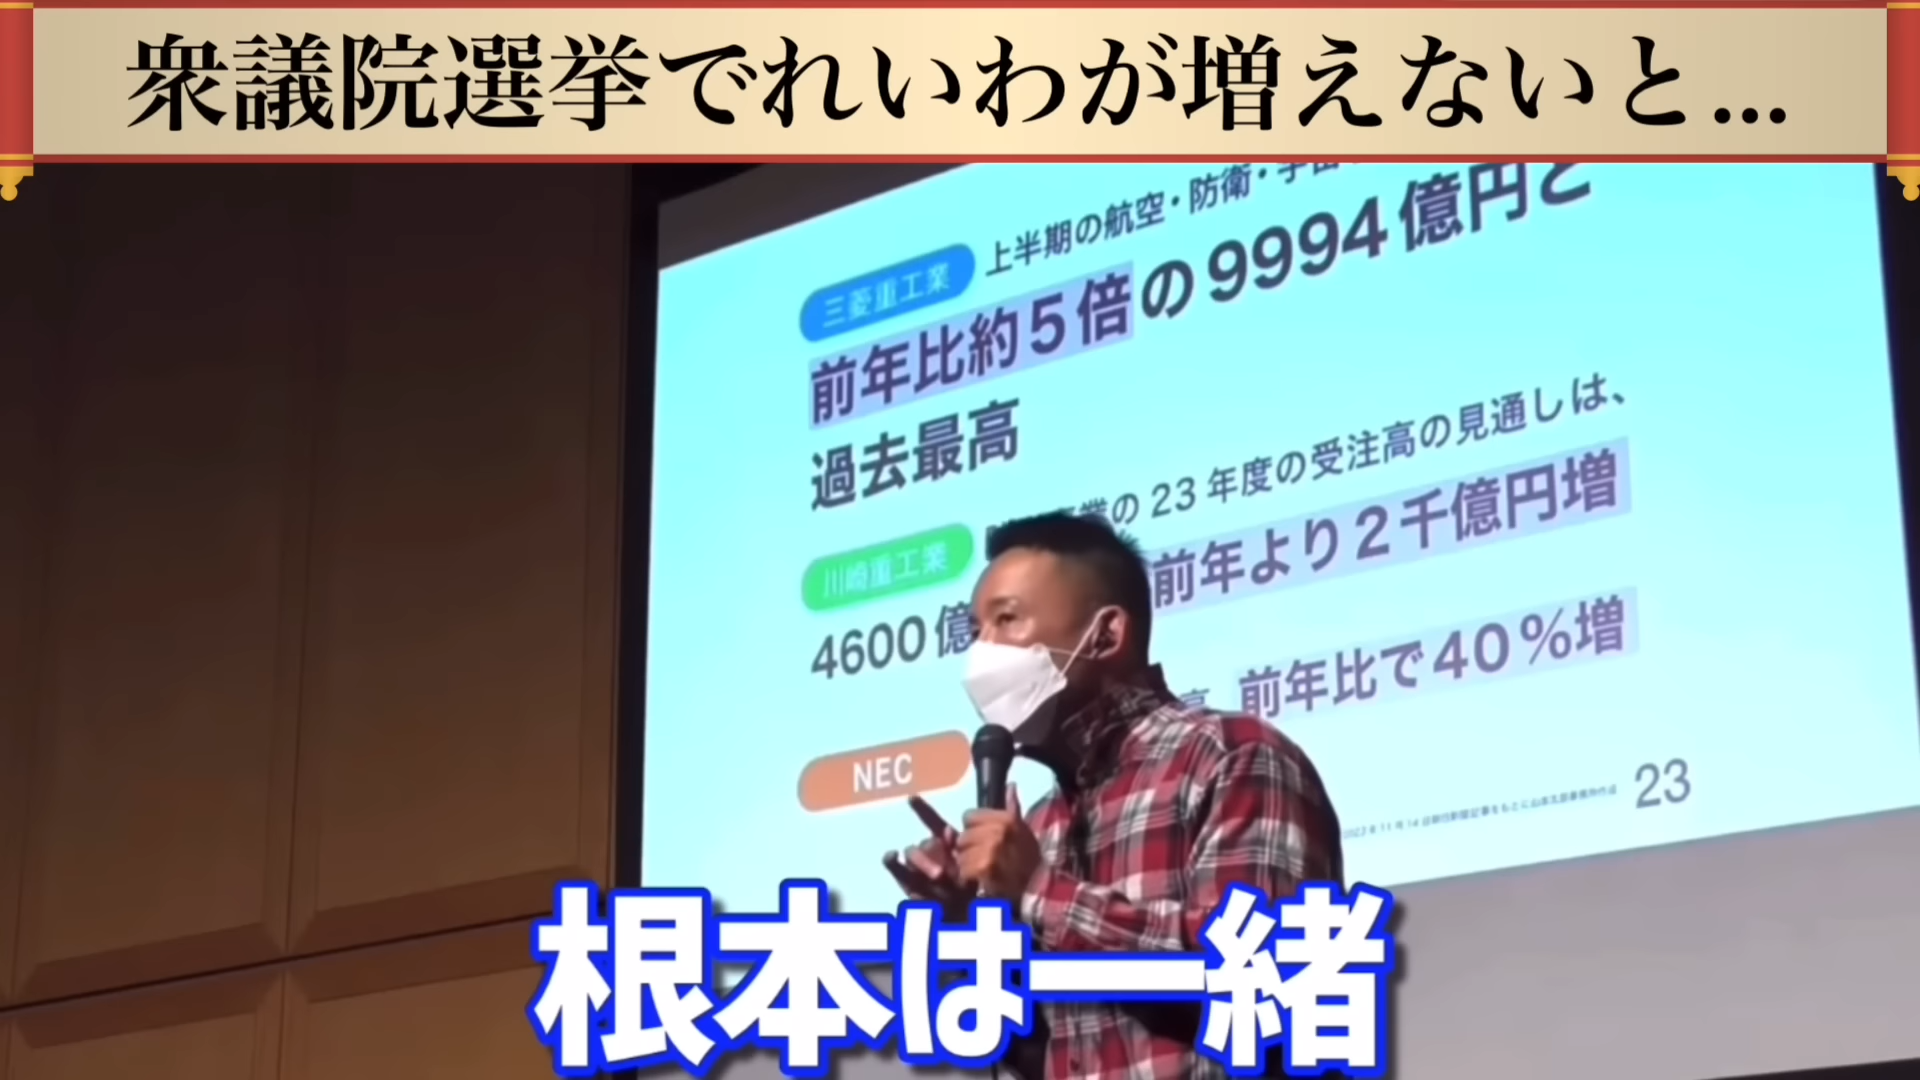 衆議院選挙でれいわが増えないと...
三菱重工業 上半期の航空・防衛・宇宙
前年比約5倍の9994億円と
過去最高
川崎重工業 業の23年度の受注高の見通しは、
4600億 前年より2千億円増
NEC 高 前年比で40%増
23
根本は一緒